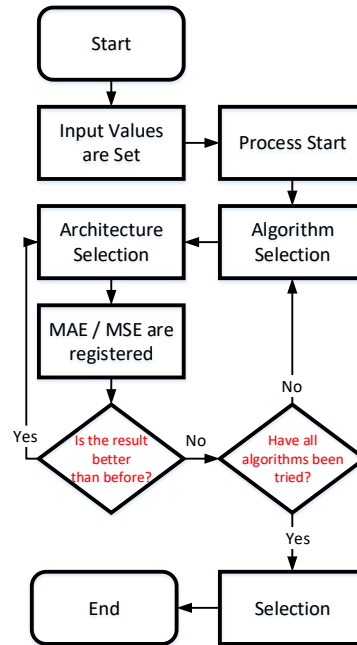 Start
Input Values
are Set
Process Start
Architecture
Selection
Algorithm
Selection
MAE / MSE are
registered
Is the result
better
than before?
Yes
No
Have all
algorithms been
tried?
No
Yes
End
Selection